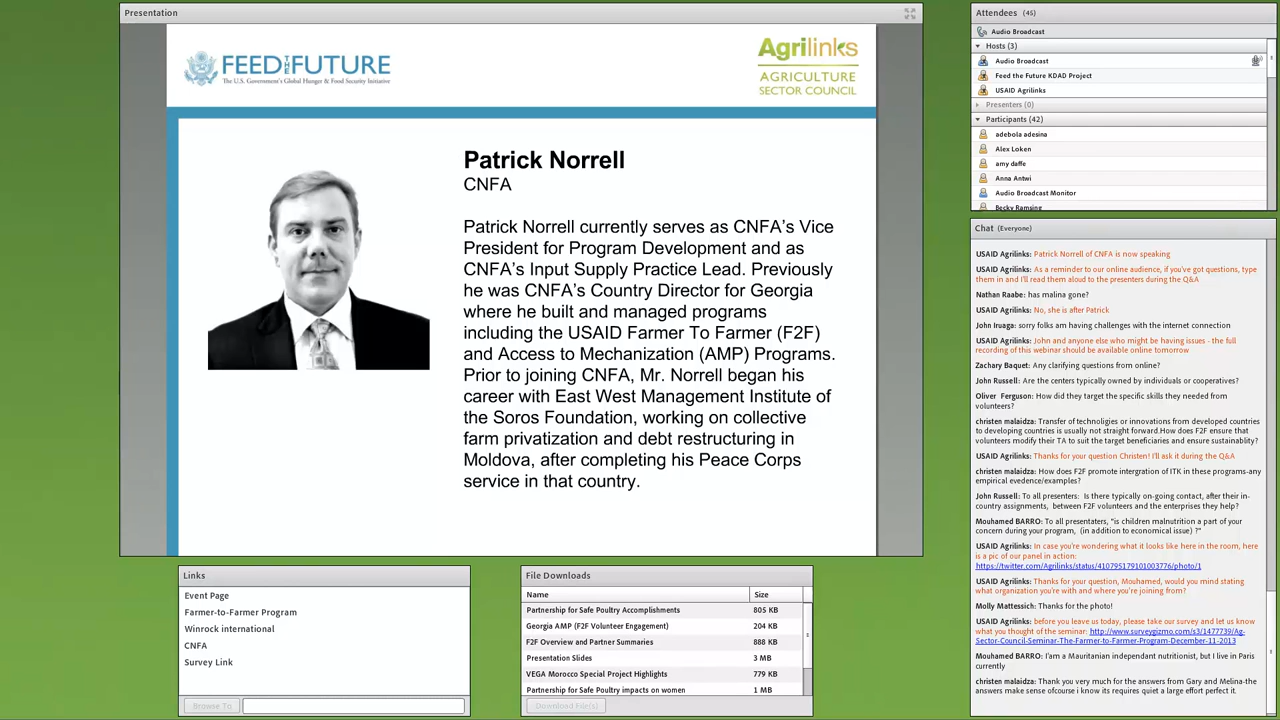 Presentation
FEED THE FUTURE
The U.S. Government's Global Hunger & Food Security Initiative
Agrilinks
AGRICULTURE
SECTOR COUNCIL
Patrick Norrell
CNFA
Patrick Norrell currently serves as CNFA's Vice
President for Program Development and as
CNFA's Input Supply Practice Lead. Previously
he was CNFA's Country Director for Georgia
where he built and managed programs
including the USAID Farmer To Farmer (F2F)
and Access to Mechanization (AMP) Programs.
Prior to joining CNFA, Mr. Norrell began his
career with East West Management Institute of
the Soros Foundation, working on collective
farm privatization and debt restructuring in
Moldova, after completing his Peace Corps
service in that country.
Links
Event Page
Farmer-to-Farmer Program
Winrock international
CNFA
Survey Link
Browse To
File Downloads
Name Size
Partnership for Safe Poultry Accomplishments 805 KB
Georgia AMP (F2F Volunteer Engagement) 204 KB
F2F Overview and Partner Summaries 888 KB
Presentation Slides 3 MB
VEGA Morocco Special Project Highlights 779 KB
Partnership for Safe Poultry impacts on women 1 MB
Download File(s)
Attendees (45)
Audio Broadcast
Hosts (3)
Audio Broadcast
Feed the Future KDAD Project
USAID Agrilinks
Presenters (0)
Participants (42)
adebola adesina
Alex Loken
amy daffe
Anna Antwi
Audio Broadcast Monitor
Becky Ramsing
Chat (Everyone)
USAID Agrilinks: Patrick Norrell of CNFA is now speaking
USAID Agrilinks: As a reminder to our online audience, if you've got questions, type
them in and I'll read them aloud to the presenters during the Q&A
Nathan Raabe: has malina gone?
USAID Agrilinks: No, she is after Patrick
John Iruaga: sorry folks am having challenges with the internet connection
USAID Agrilinks: John and anyone else who might be having issues - the full
recording of this webinar should be available online tomorrow
Zachary Baquet: Any clarifying questions from online?
John Russell: Are the centers typically owned by individuals or cooperatives?
Oliver Ferguson: How did they target the specific skills they needed from
volunteers?
christen malaidza: Transfer of technologies or innovations from developed countries
to developing countries is usually not straight forward.How does F2F ensure that
volunteers modify their TA to suit the target beneficiaries and ensure sustainablity?
USAID Agrilinks: Thanks for your question Christen! I'll ask it during the Q&A
christen malaidza: How does F2F promote intergration of ITK in these programs-any
empirical evedence/examples?
John Russell: To all presenters: Is there typically on-going contact, after their in-
country assignments, between F2F volunteers and the enterprises they help?
Mouhamed BARRO: To all presentaters, "is children malnutrition a part of your
concern during your program, (in addition to economical issue) ?"
USAID Agrilinks: In case you're wondering what it looks like here in the room, here
is a pic of our panel in action:
https://twitter.com/Agrilinks/status/410795179101003776/photo/1
USAID Agrilinks: Thanks for your question, Mouhamed, would you mind stating
what organization you're with and where you're joining from?
Molly Mattessich: Thanks for the photo!
USAID Agrilinks: before you leave us today, please take our survey and let us know
what you thought of the seminar: http://www.surveygizmo.com/s3/1477739/Ag-
Sector-Council-Seminar-The-Farmer-to-Farmer-Program-December-11-2013
Mouhamed BARRO: I'am a Mauritanian independant nutritionist, but I live in Paris
currently
christen malaidza: Thank you very much for the answers from Gary and Melina-the
answers make sense ofcourse i know its requires quiet a large effort perfect it.